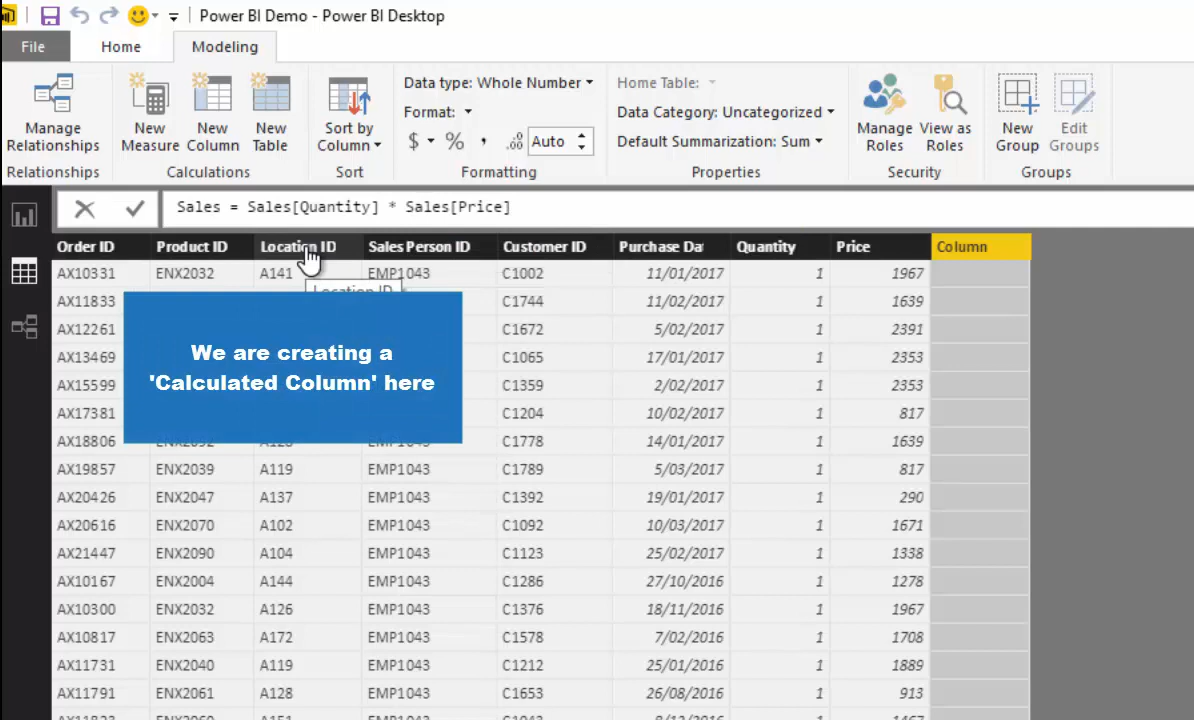 Power BI Demo - Power BI Desktop
File Home Modeling
Manage Relationships
New Measure
New Column
New Table
Sort by Column
Data type: Whole Number
Format:
$ % , .00 Auto
Home Table:
Data Category: Uncategorized
Default Summarization: Sum
Manage Roles
View as Roles
New Group
Edit Groups
Relationships Calculations Sort Formatting Properties Security Groups
Sales = Sales[Quantity] * Sales[Price]
Order ID Product ID Location ID Sales Person ID Customer ID Purchase Da Quantity Price Column
AX10331 ENX2032 A141 EMP1043 C1002 11/01/2017 1 1967
Location ID
AX11833 C1744 11/02/2017 1 1639
AX12261 C1672 5/02/2017 1 2391
AX13469 C1065 17/01/2017 1 2353
AX15599 C1359 2/02/2017 1 2353
AX17381 C1204 10/02/2017 1 817
We are creating a
'Calculated Column' here
AX18806 C1778 14/01/2017 1 1639
AX19857 ENX2039 A119 EMP1043 C1789 5/03/2017 1 817
AX20426 ENX2047 A137 EMP1043 C1392 19/01/2017 1 290
AX20616 ENX2070 A102 EMP1043 C1092 10/03/2017 1 1671
AX21447 ENX2090 A104 EMP1043 C1123 25/02/2017 1 1338
AX10167 ENX2004 A144 EMP1043 C1286 27/10/2016 1 1278
AX10300 ENX2032 A126 EMP1043 C1376 18/11/2016 1 1967
AX10817 ENX2063 A172 EMP1043 C1578 7/02/2016 1 1708
AX11731 ENX2040 A119 EMP1043 C1212 25/01/2016 1 1889
AX11791 ENX2061 A128 EMP1043 C1653 26/08/2016 1 913